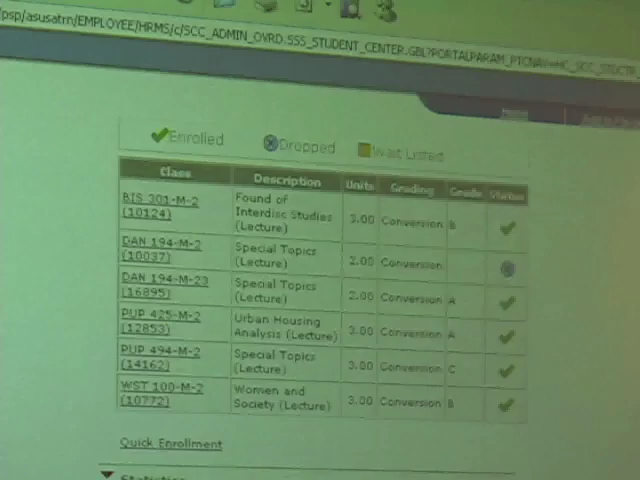 /psp/asusatrn/EMPLOYEE/HRMS/c/SCC_ADMIN_OVRD.SSS_STUDENT_CENTER.GBL?PORTALPARAM_PTCNAV=HC_SCC_STDCTR
Enrolled Dropped Wait Listed
Class Description Units Grading Grade Status
BIS 301-M-2 (10124) Found of Interdisc Studies (Lecture) 3.00 Conversion B
DAN 194-M-2 (10037) Special Topics (Lecture) 2.00 Conversion
DAN 194-M-23 (16895) Special Topics (Lecture) 2.00 Conversion A
PUP 425-M-2 (12853) Urban Housing Analysis (Lecture) 3.00 Conversion A
PUP 494-M-2 (14162) Special Topics (Lecture) 3.00 Conversion C
WST 100-M-2 (10772) Women and Society (Lecture) 3.00 Conversion B
Quick Enrollment